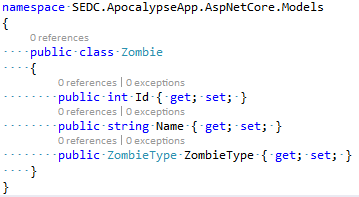 namespace SEDC.ApocalypseApp.AspNetCore.Models
{
0 references
public class Zombie
{
0 references | 0 exceptions
public int Id { get; set; }
0 references | 0 exceptions
public string Name { get; set; }
0 references | 0 exceptions
public ZombieType ZombieType { get; set; }
}
}